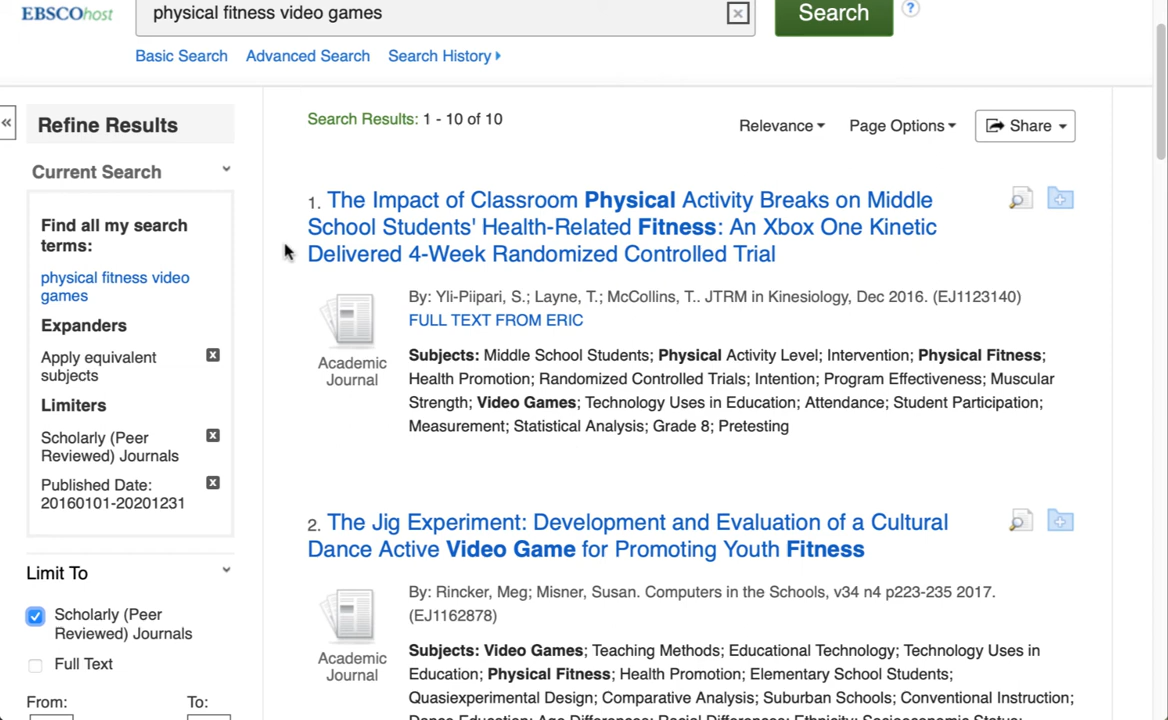 EBSCOhost
physical fitness video games
Search
?
Basic Search Advanced Search Search History
«
Refine Results
Current Search
Find all my search
terms:
physical fitness video
games
Expanders
Apply equivalent
subjects
Limiters
Scholarly (Peer
Reviewed) Journals
Published Date:
20160101-20201231
Limit To
Scholarly (Peer
Reviewed) Journals
Full Text
From: To:
Search Results: 1 - 10 of 10
Relevance Page Options Share
1. The Impact of Classroom Physical Activity Breaks on Middle
School Students' Health-Related Fitness: An Xbox One Kinetic
Delivered 4-Week Randomized Controlled Trial
Academic
Journal
By: Yli-Piipari, S.; Layne, T.; McCollins, T.. JTRM in Kinesiology, Dec 2016. (EJ1123140)
FULL TEXT FROM ERIC
Subjects: Middle School Students; Physical Activity Level; Intervention; Physical Fitness;
Health Promotion; Randomized Controlled Trials; Intention; Program Effectiveness; Muscular
Strength; Video Games; Technology Uses in Education; Attendance; Student Participation;
Measurement; Statistical Analysis; Grade 8; Pretesting
2. The Jig Experiment: Development and Evaluation of a Cultural
Dance Active Video Game for Promoting Youth Fitness
Academic
Journal
By: Rincker, Meg; Misner, Susan. Computers in the Schools, v34 n4 p223-235 2017.
(EJ1162878)
Subjects: Video Games; Teaching Methods; Educational Technology; Technology Uses in
Education; Physical Fitness; Health Promotion; Elementary School Students;
Quasiexperimental Design; Comparative Analysis; Suburban Schools; Conventional Instruction;
Dance Education; Age Differences; Racial Differences; Ethnicity; Socioeconomic Status;